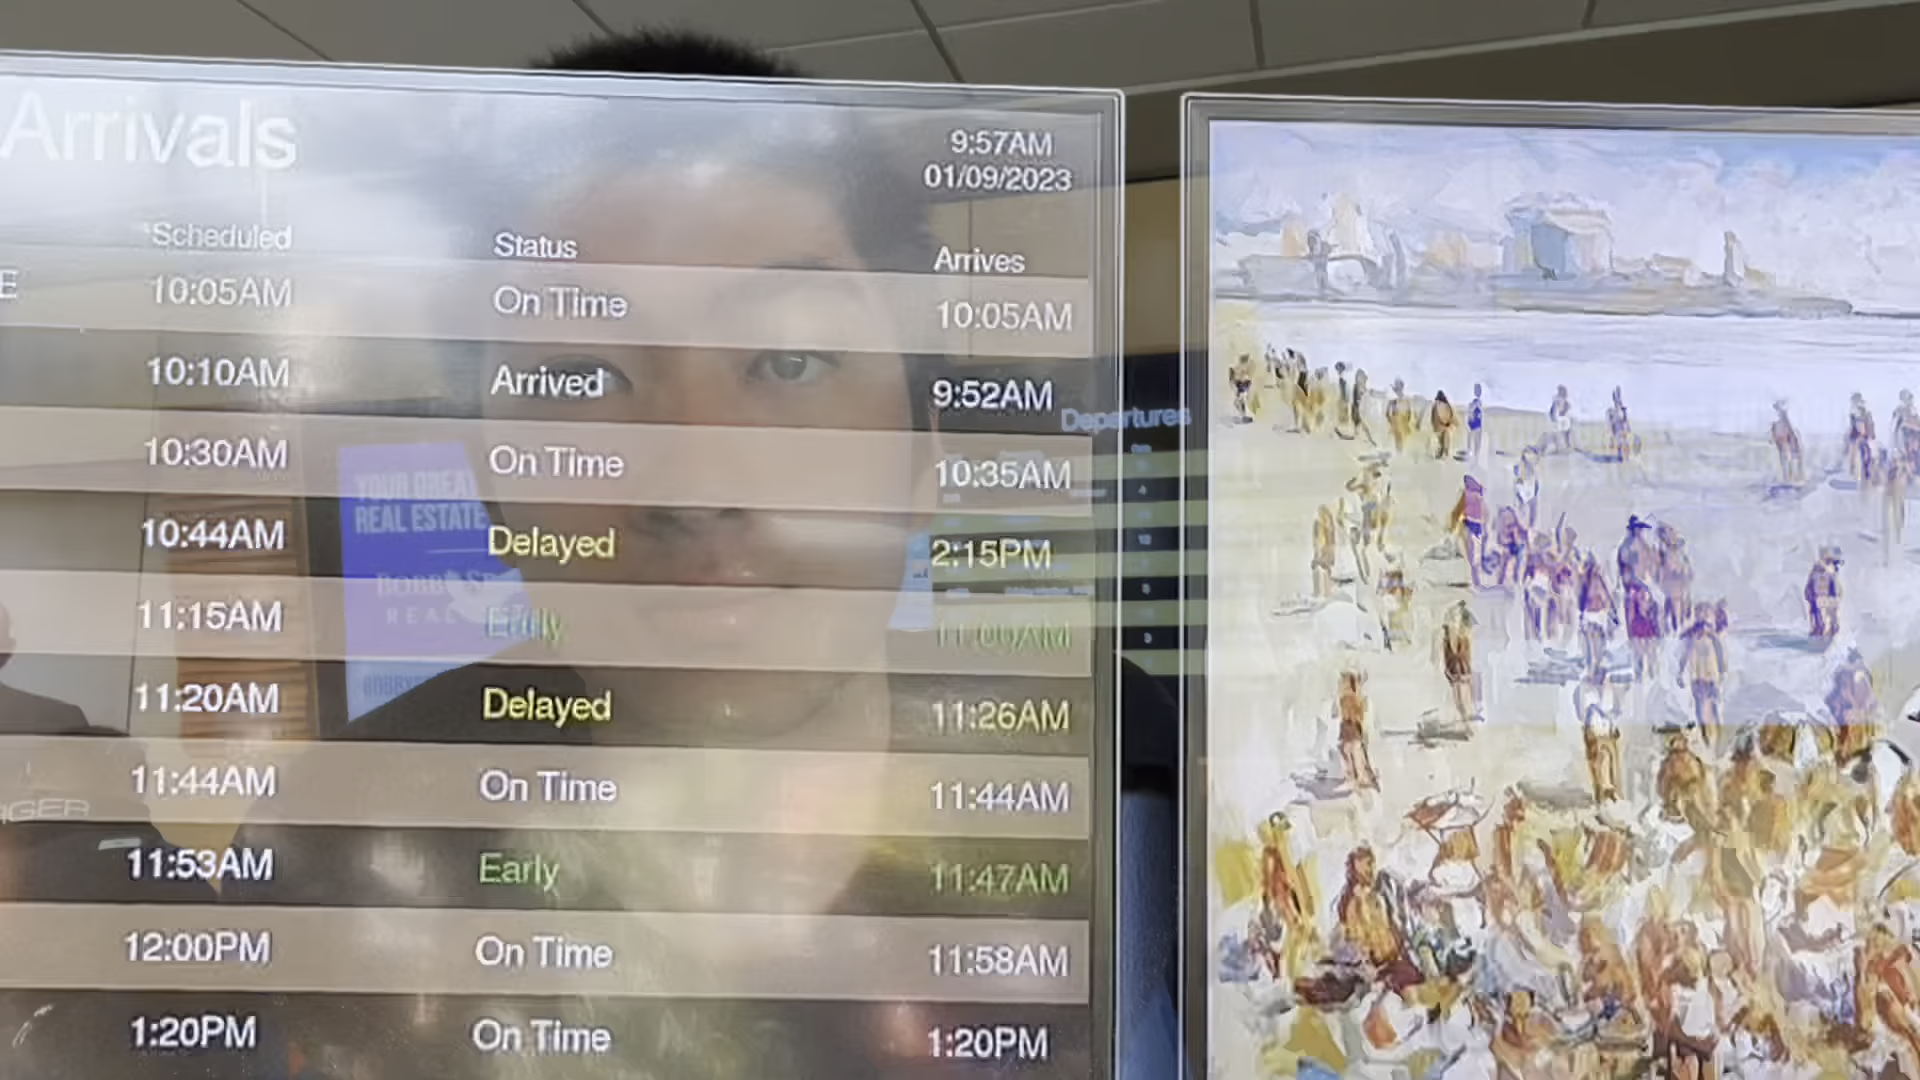 Arrivals
9:57AM
01/09/2023
Scheduled Status Arrives
E 10:05AM On Time 10:05AM
10:10AM Arrived 9:52AM
Departures
10:30AM On Time 10:35AM
YOUR
REAL ESTATE
10:44AM Delayed 2:15PM
11:15AM Early
REAL
11:20AM Delayed 11:26AM
11:44AM On Time 11:44AM
AGER
11:53AM Early 11:47AM
12:00PM On Time 11:58AM
1:20PM On Time 1:20PM